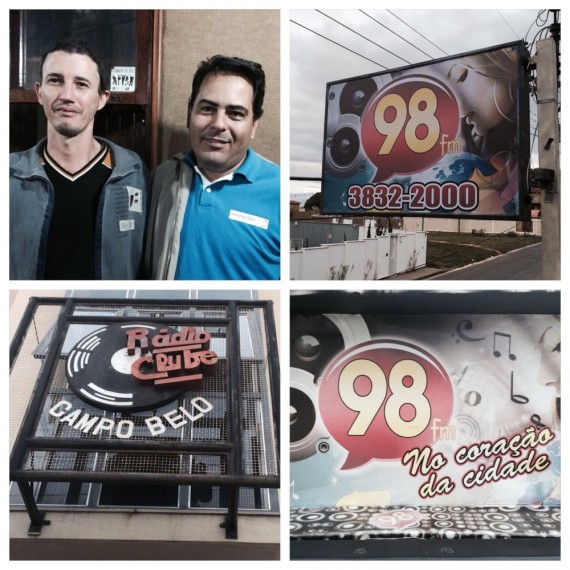 98
fm
3832-2000
Rádio
Clube
CAMPO BELO
98
fm
No coração
da cidade